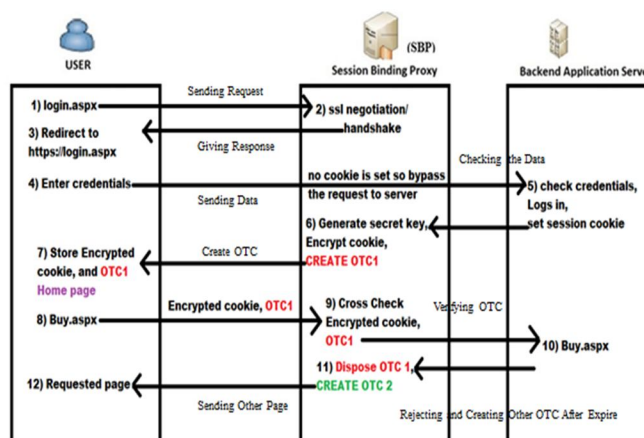 (SBP)
USER
Session Binding Proxy
Backend Application Serve
Sending Request
1) login.aspx
2) ssl negotiation/
handshake
3) Redirect to
https://login.aspx
Giving Response
Checking the Data
4) Enter credentials
no cookie is set so bypass
the request to server
Sending Data
5) check credentials,
Logs in,
set session cookie
6) Generate secret key,
Encrypt cookie,
CREATE OTC1
Create OTC
7) Store Encrypted
cookie, and OTC1
Home page
Encrypted cookie, OTC1
8) Buy.aspx
9) Cross Check
Encrypted cookie,
OTC1
Verifying OTC
10) Buy.aspx
11) Dispose OTC 1,
CREATE OTC 2
12) Requested page
Sending Other Page
Rejecting and Creating Other OTC After Expire